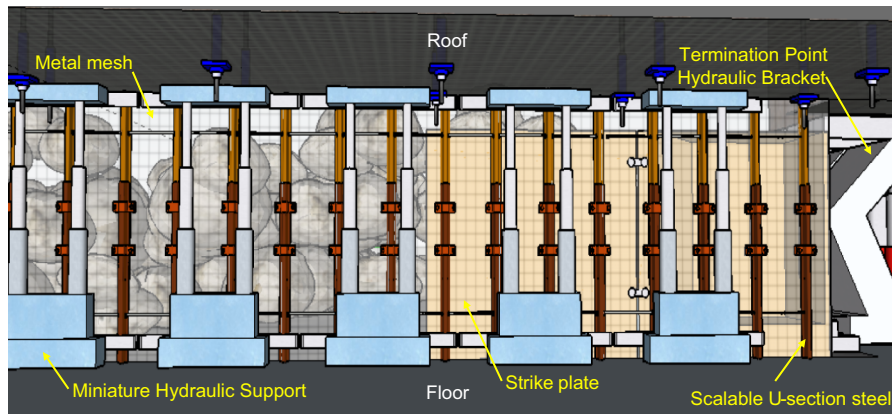 Roof
Metal mesh
Termination Point
Hydraulic Bracket
Miniature Hydraulic Support
Floor
Strike plate
Scalable U-section steel